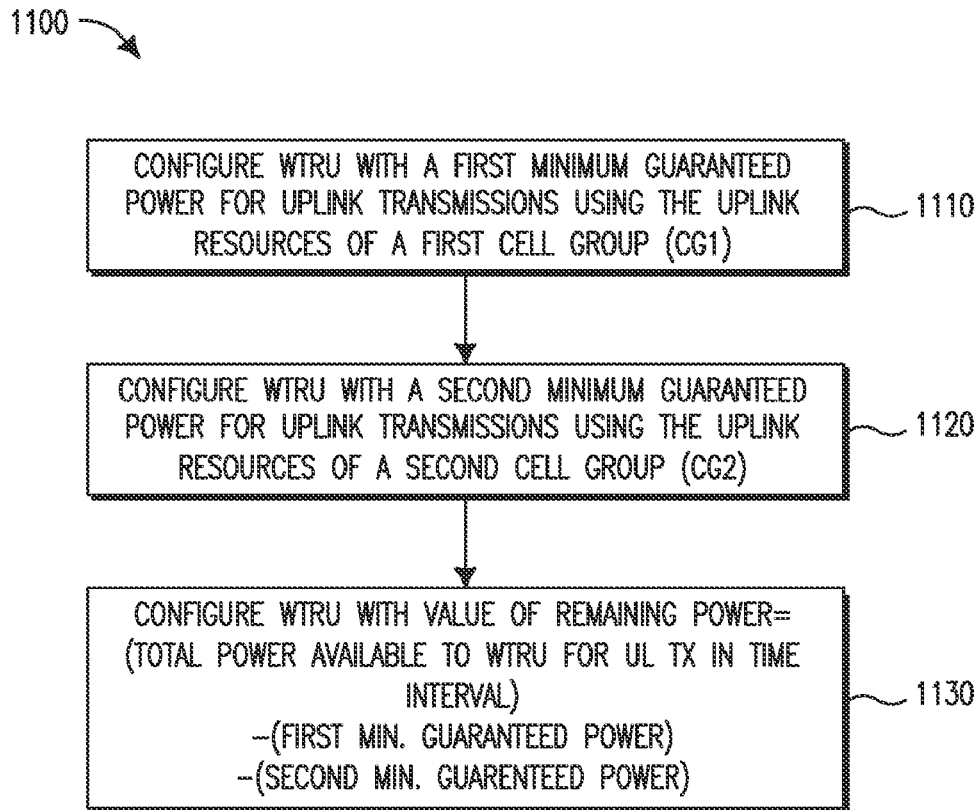 1100
CONFIGURE WTRU WITH A FIRST MINIMUM GUARANTEED
POWER FOR UPLINK TRANSMISSIONS USING THE UPLINK
RESOURCES OF A FIRST CELL GROUP (CG1)
1110
CONFIGURE WTRU WITH A SECOND MINIMUM GUARANTEED
POWER FOR UPLINK TRANSMISSIONS USING THE UPLINK
RESOURCES OF A SECOND CELL GROUP (CG2)
1120
CONFIGURE WTRU WITH VALUE OF REMAINING POWER=
(TOTAL POWER AVAILABLE TO WTRU FOR UL TX IN TIME
INTERVAL)
-(FIRST MIN. GUARANTEED POWER)
-(SECOND MIN. GUARENTEED POWER)
1130